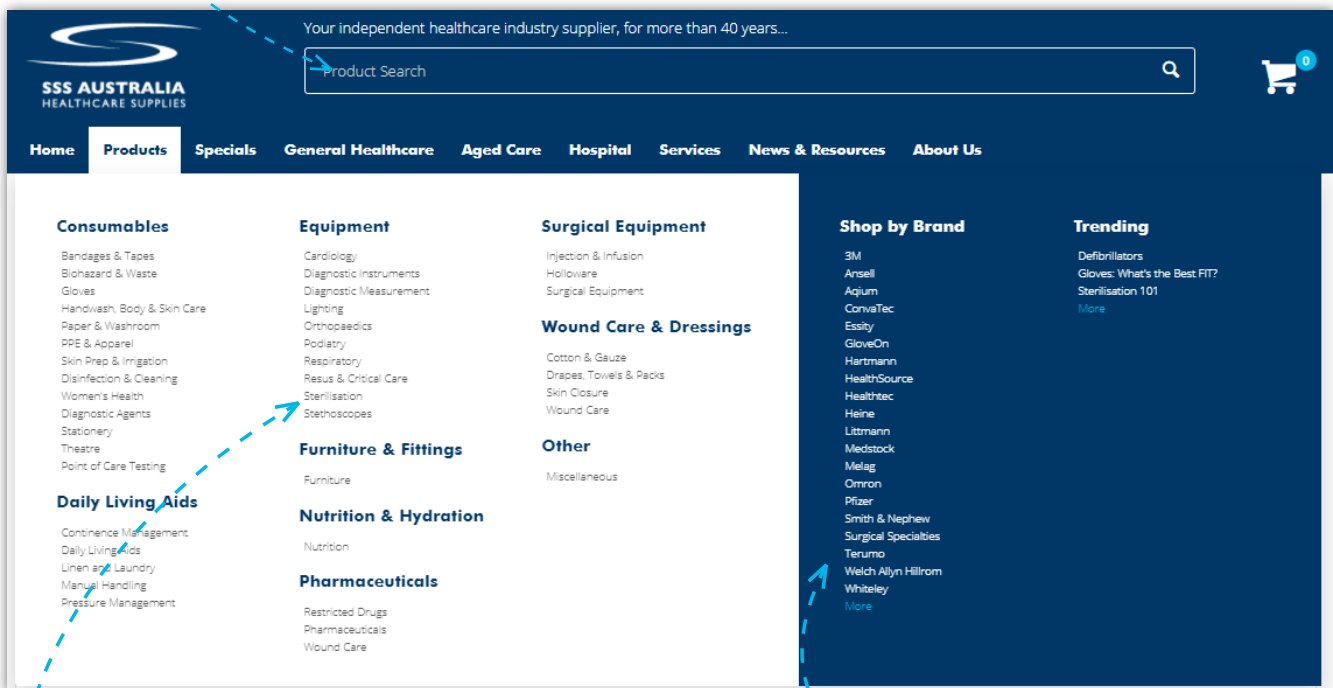 Your independent healthcare industry supplier, for more than 40 years...
Product Search
0
SSS AUSTRALIA
HEALTHCARE SUPPLIES
Home Products Specials General Healthcare Aged Care Hospital Services News & Resources About Us
Consumables
Bandages & Tapes
Biohazard & Waste
Gloves
Handwash, Body & Skin Care
Paper & Washroom
PPE & Apparel
Skin Prep & Irrigation
Disinfection & Cleaning
Women's Health
Diagnostic Agents
Stationery
Theatre
Point of Care Testing
Daily Living Aids
Continence Management
Daily Living Aids
Linen and Laundry
Manual Handling
Pressure Management
Equipment
Cardiology
Diagnostic Instruments
Diagnostic Measurement
Lighting
Orthopaedics
Podiatry
Respiratory
Resus & Critical Care
Sterilisation
Stethoscopes
Furniture & Fittings
Furniture
Nutrition & Hydration
Nutrition
Pharmaceuticals
Restricted Drugs
Pharmaceuticals
Wound Care
Surgical Equipment
Injection & Infusion
Holloware
Surgical Equipment
Wound Care & Dressings
Cotton & Gauze
Drapes, Towels & Packs
Skin Closure
Wound Care
Other
Miscellaneous
Shop by Brand
3M
Ansell
Aqium
ConvaTec
Essity
GloveOn
Hartmann
HealthSource
Healthtec
Heine
Littmann
Medstock
Melag
Omron
Pfizer
Smith & Nephew
Surgical Specialties
Terumo
Welch Allyn Hillrom
Whiteley
More
Trending
Defibrillators
Gloves: What's the Best FIT?
Sterilisation 101
More